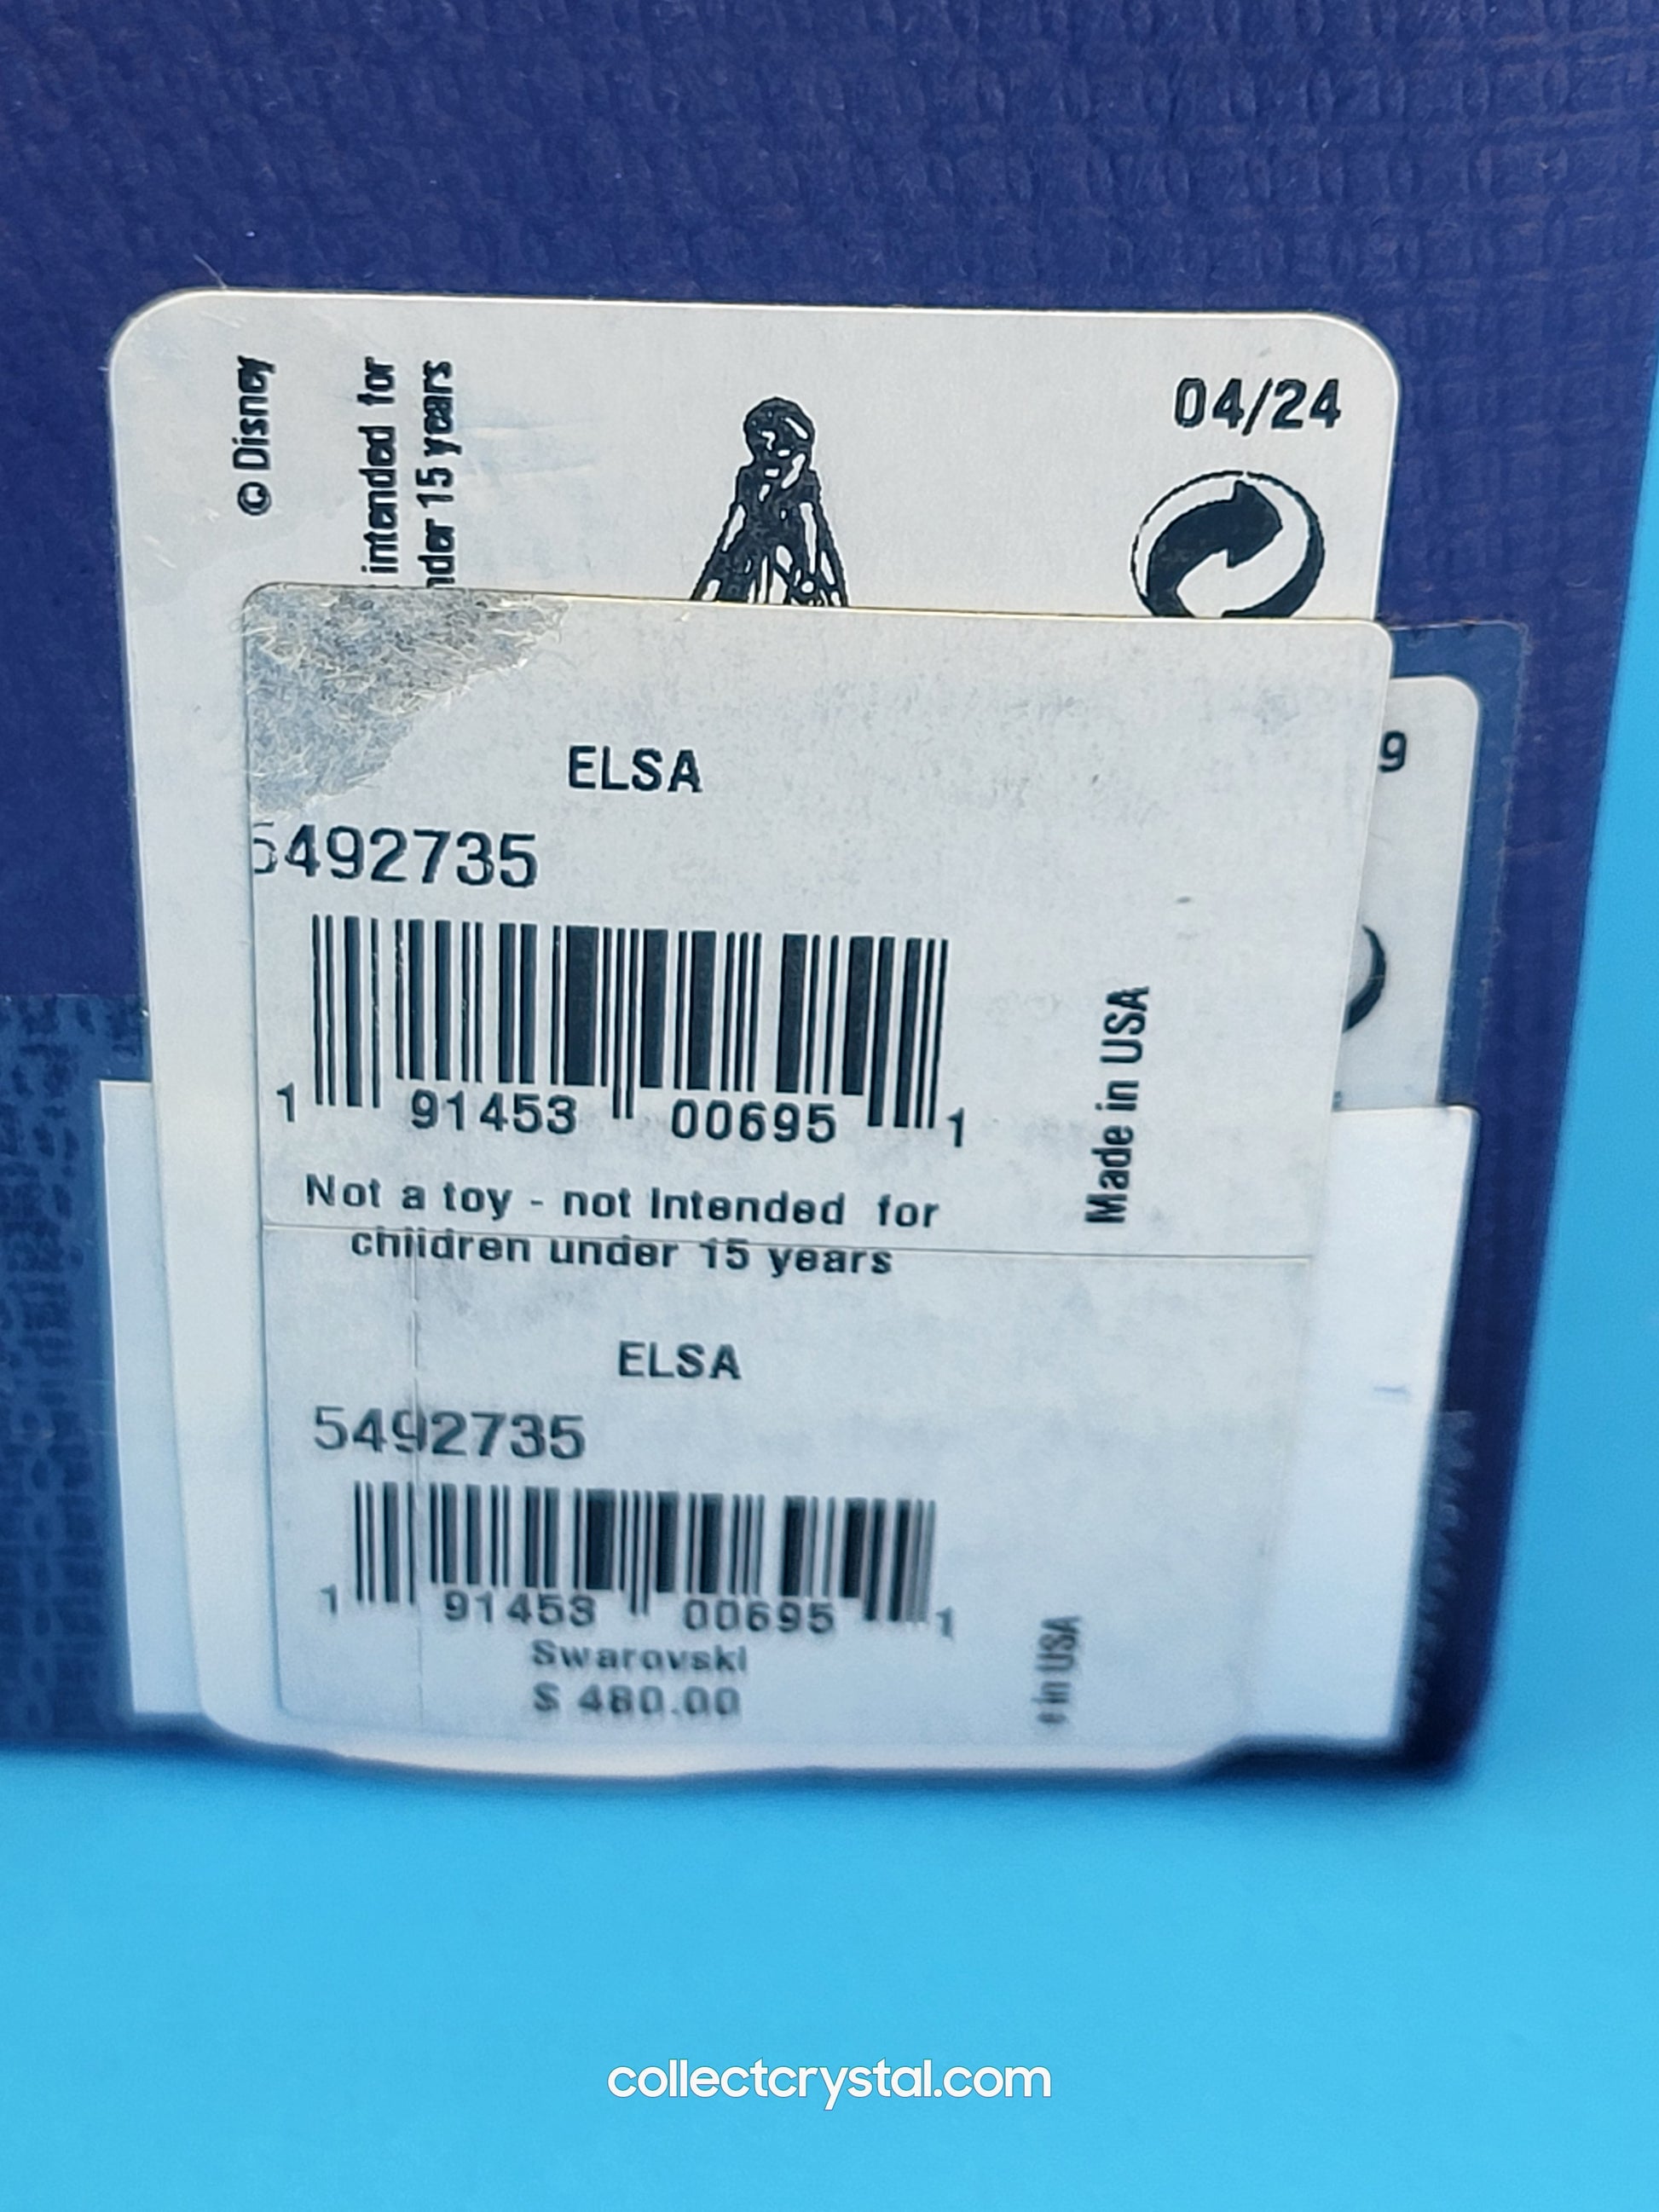 © Disney
intended for
nder 15 years
04/24
9
ELSA
5492735
1 91453 00695 1
Made in USA
Not a toy - not Intended for
children under 15 years
ELSA
5492735
1 91453 00695 1
Swarovski
$ 480.00
e in USA
collectcrystal.com